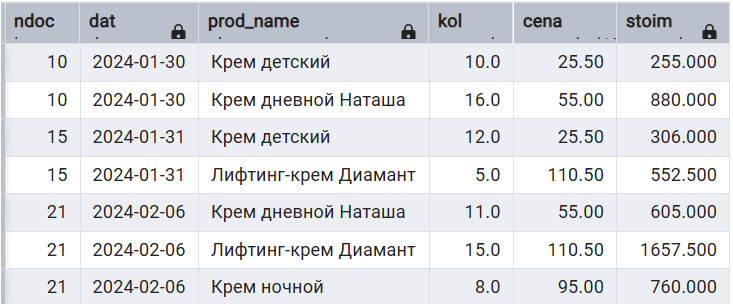 ndoc dat prod_name kol cena stoim
10 2024-01-30 Крем детский 10.0 25.50 255.000
10 2024-01-30 Крем дневной Наташа 16.0 55.00 880.000
15 2024-01-31 Крем детский 12.0 25.50 306.000
15 2024-01-31 Лифтинг-крем Диамант 5.0 110.50 552.500
21 2024-02-06 Крем дневной Наташа 11.0 55.00 605.000
21 2024-02-06 Лифтинг-крем Диамант 15.0 110.50 1657.500
21 2024-02-06 Крем ночной 8.0 95.00 760.000